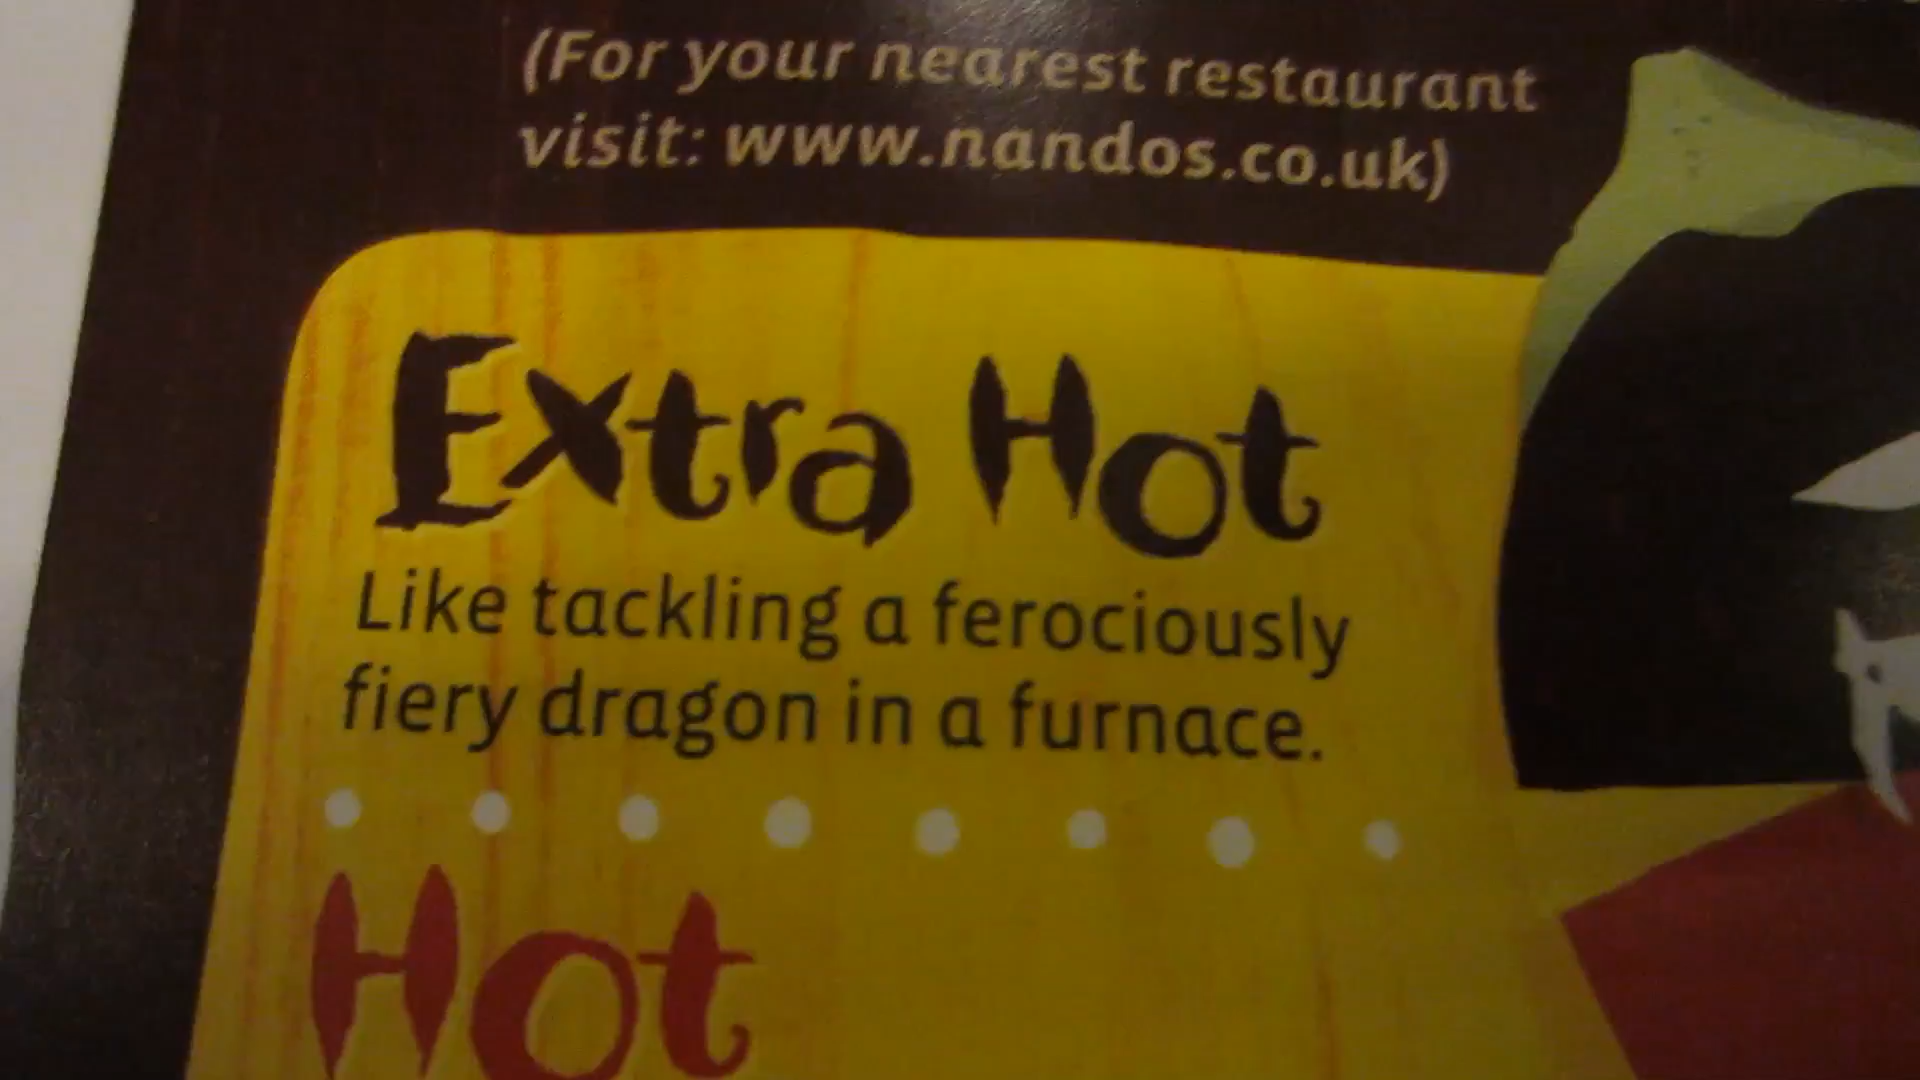 (For your nearest restaurant
visit: www.nandos.co.uk)
Extra Hot
Like tackling a ferociously
fiery dragon in a furnace.
Hot